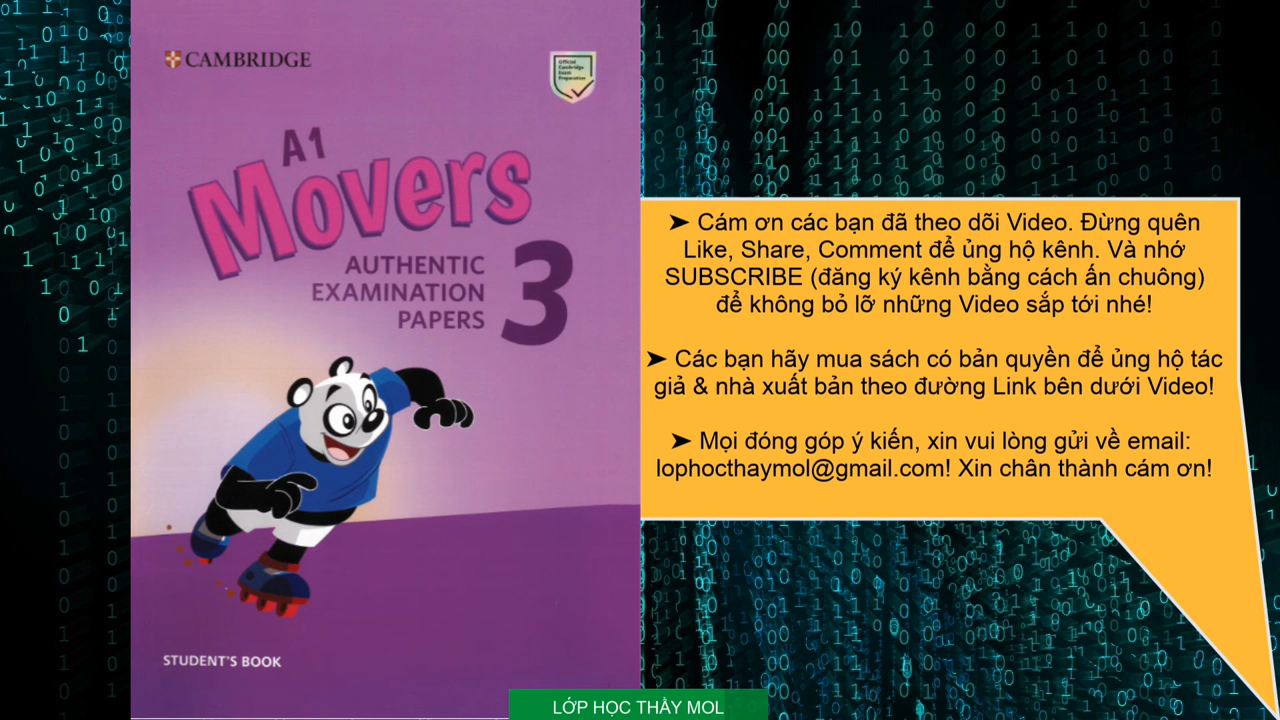 CAMBRIDGE
Official
Cambridge
Exam
Preparation
A1
Movers
AUTHENTIC
EXAMINATION
PAPERS
3
STUDENT'S BOOK
➤ Cám ơn các bạn đã theo dõi Video. Đừng quên
Like, Share, Comment để ủng hộ kênh. Và nhớ
SUBSCRIBE (đăng ký kênh bằng cách ấn chuông)
để không bỏ lỡ những Video sắp tới nhé!
➤ Các bạn hãy mua sách có bản quyền để ủng hộ tác
giả & nhà xuất bản theo đường Link bên dưới Video!
➤ Mọi đóng góp ý kiến, xin vui lòng gửi về email:
lophocthaymol@gmail.com! Xin chân thành cám ơn!
LỚP HỌC THẦY MOL